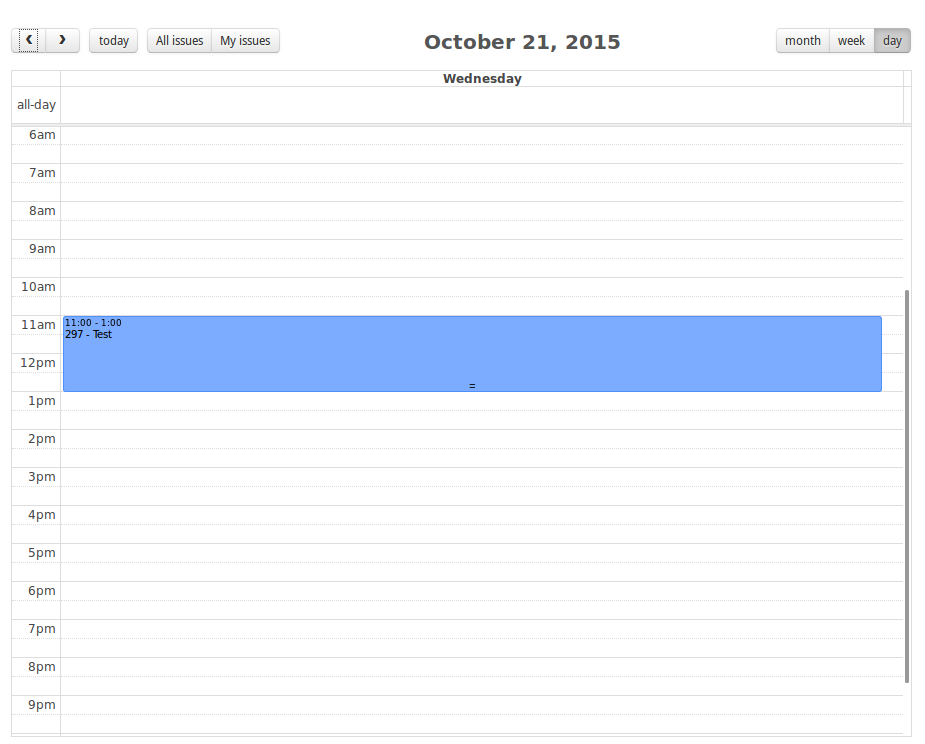 ‹ › today All issues My issues October 21, 2015 month week day
Wednesday
all-day
6am
7am
8am
9am
10am
11am
11:00 - 1:00
297 - Test
12pm
=
1pm
2pm
3pm
4pm
5pm
6pm
7pm
8pm
9pm